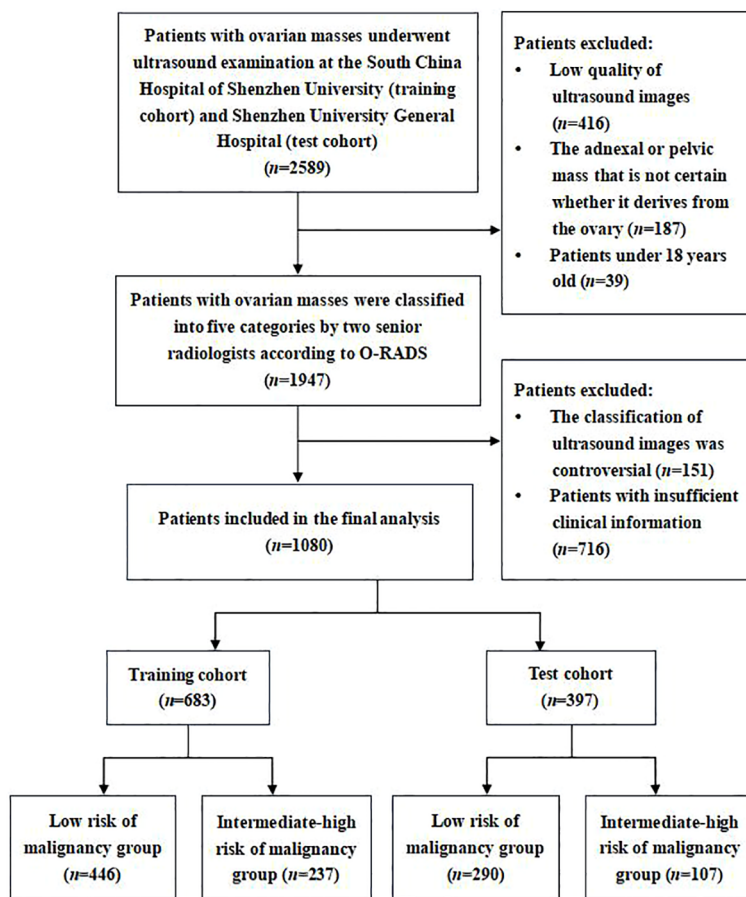 Patients with ovarian masses underwent
ultrasound examination at the South China
Hospital of Shenzhen University (training
cohort) and Shenzhen University General
Hospital (test cohort)
(n=2589)
Patients excluded:
• Low quality of
ultrasound images
(n=416)
• The adnexal or pelvic
mass that is not certain
whether it derives from
the ovary (n=187)
• Patients under 18 years
old (n=39)
Patients with ovarian masses were classified
into five categories by two senior
radiologists according to O-RADS
(n=1947)
Patients excluded:
• The classification of
ultrasound images was
controversial (n=151)
• Patients with insufficient
clinical information
(n=716)
Patients included in the final analysis
(n=1080)
Training cohort
(n=683)
Test cohort
(n=397)
Low risk of
malignancy group
(n=446)
Intermediate-high
risk of malignancy
group (n=237)
Low risk of
malignancy group
(n=290)
Intermediate-high
risk of malignancy
group (n=107)